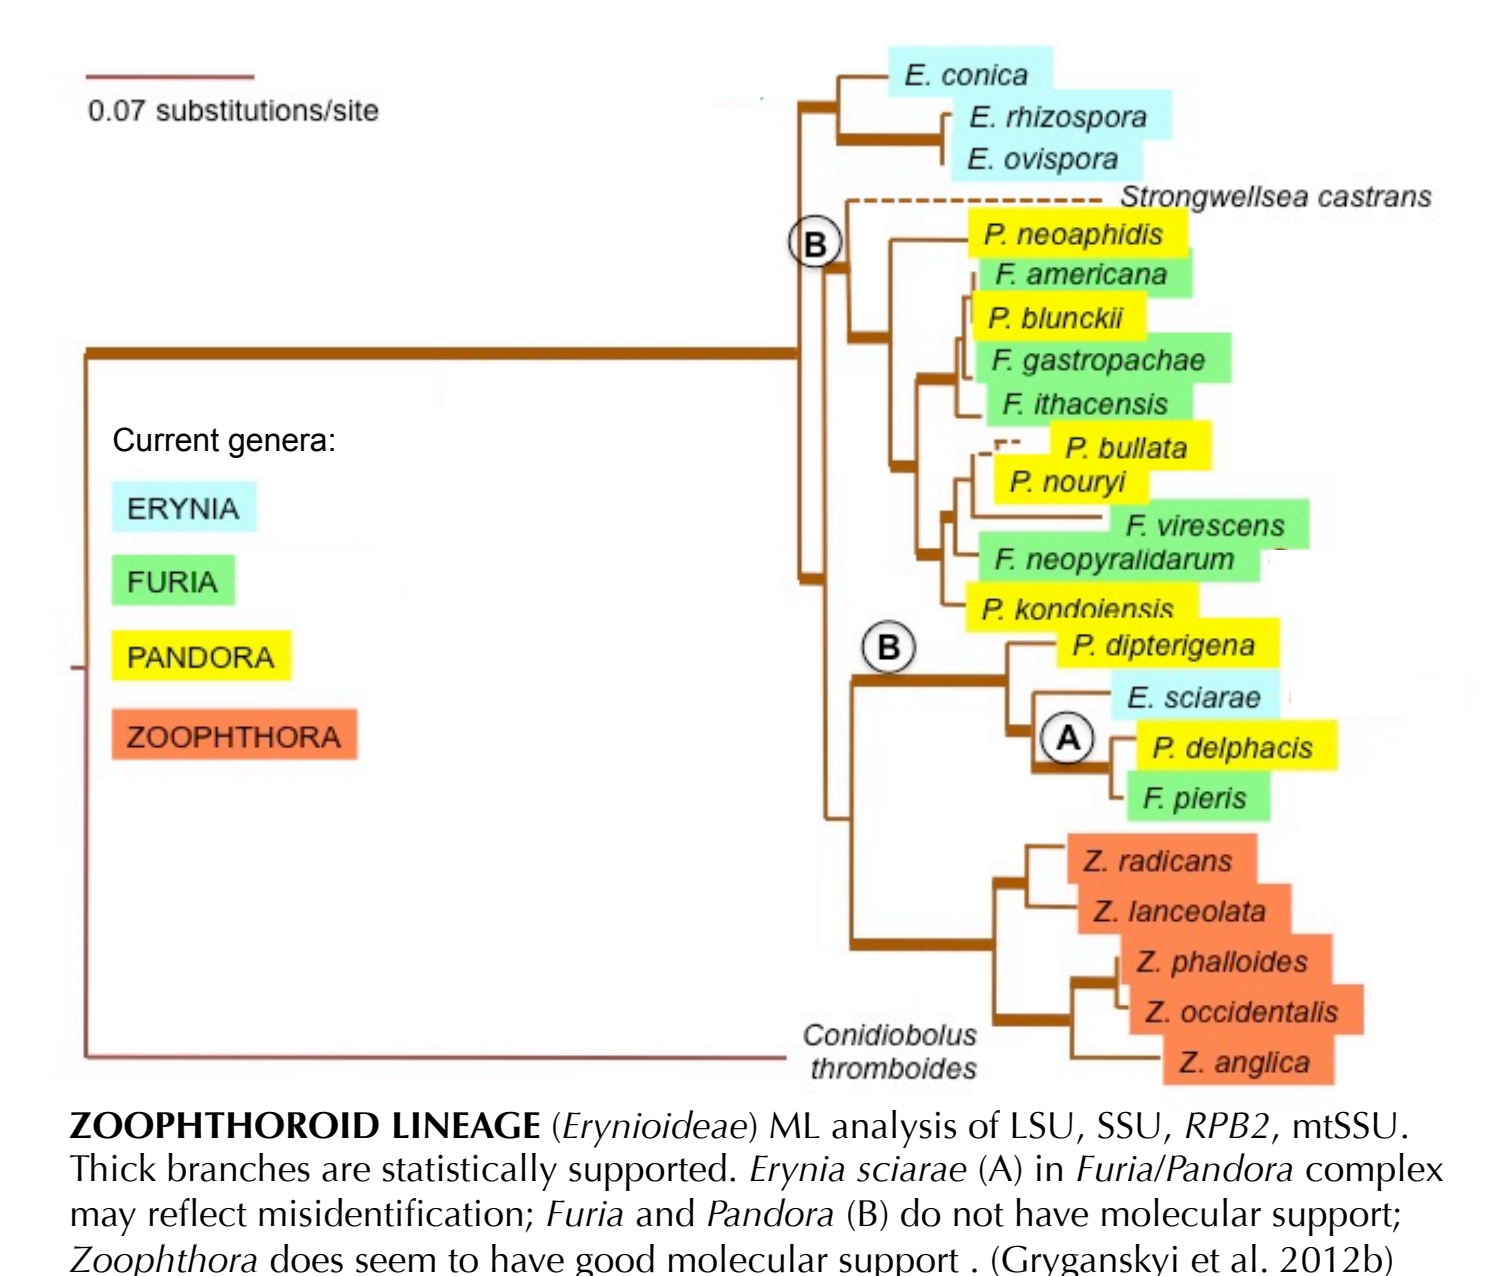 0.07 substitutions/site
E. conica
E. rhizospora
E. ovispora
Strongwellsea castrans
B
P. neoaphidis
F. americana
P. blunckii
F. gastropachae
F. ithacensis
P. bullata
P. nouryi
F. virescens
F. neopyralidarum
P. kondoiensis
Current genera:
ERYNIA
FURIA
PANDORA
ZOOPHTHORA
B
P. dipterigena
E. sciarae
A
P. delphacis
F. pieris
Z. radicans
Z. lanceolata
Z. phalloides
Z. occidentalis
Z. anglica
Conidiobolus
thromboides
ZOOPHTHOROID LINEAGE (Erynioideae) ML analysis of LSU, SSU, RPB2, mtSSU.
Thick branches are statistically supported. Erynia sciarae (A) in Furia/Pandora complex
may reflect misidentification; Furia and Pandora (B) do not have molecular support;
Zoophthora does seem to have good molecular support . (Gryganskyi et al. 2012b)